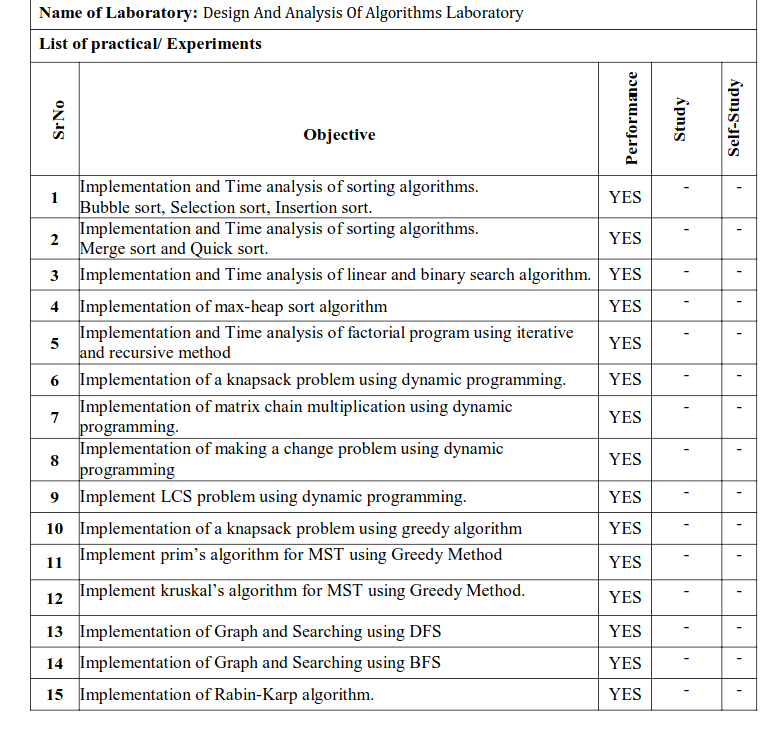 Name of Laboratory: Design And Analysis Of Algorithms Laboratory
List of practical/ Experiments
SrNo Objective Performance Study Self-Study
1 Implementation and Time analysis of sorting algorithms. YES - -
Bubble sort, Selection sort, Insertion sort.
2 Implementation and Time analysis of sorting algorithms. YES - -
Merge sort and Quick sort.
3 Implementation and Time analysis of linear and binary search algorithm. YES - -
4 Implementation of max-heap sort algorithm YES - -
5 Implementation and Time analysis of factorial program using iterative YES - -
and recursive method
6 Implementation of a knapsack problem using dynamic programming. YES - -
7 Implementation of matrix chain multiplication using dynamic YES - -
programming.
8 Implementation of making a change problem using dynamic YES - -
programming
9 Implement LCS problem using dynamic programming. YES - -
10 Implementation of a knapsack problem using greedy algorithm YES - -
11 Implement prim's algorithm for MST using Greedy Method YES - -
12 Implement kruskal's algorithm for MST using Greedy Method. YES - -
13 Implementation of Graph and Searching using DFS YES - -
14 Implementation of Graph and Searching using BFS YES - -
15 Implementation of Rabin-Karp algorithm. YES - -